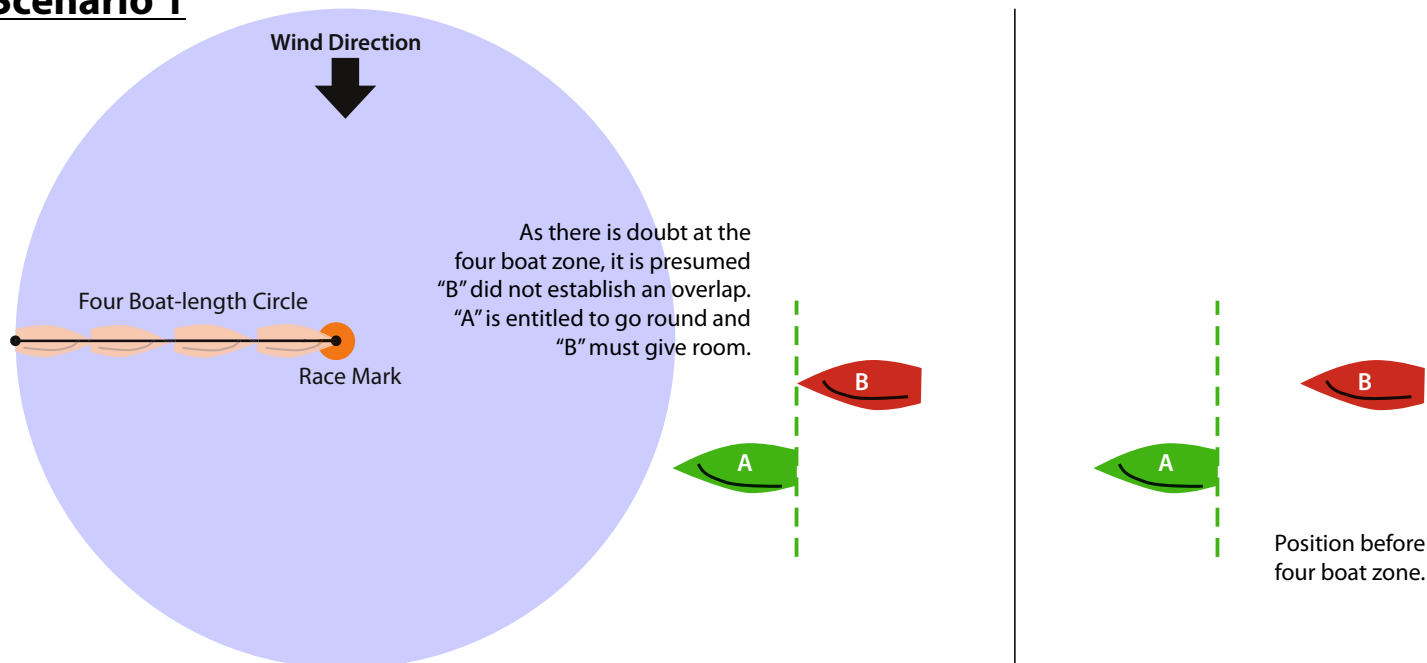 Scenario 1
Wind Direction
As there is doubt at the
four boat zone, it is presumed
“B” did not establish an overlap.
“A” is entitled to go round and
“B” must give room.
Four Boat-length Circle
Race Mark
B
A
B
A
Position before
four boat zone.